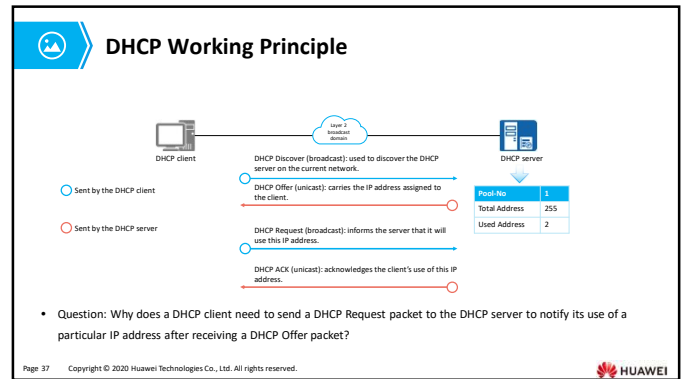 DHCP Working Principle
Layer 2
broadcast
domain
DHCP client
DHCP server
DHCP Discover (broadcast): used to discover the DHCP
server on the current network.
DHCP Offer (unicast): carries the IP address assigned to
the client.
Sent by the DHCP client
Pool-No 1
Total Address 255
Used Address 2
Sent by the DHCP server
DHCP Request (broadcast): informs the server that it will
use this IP address.
DHCP ACK (unicast): acknowledges the client's use of this IP
address.
• Question: Why does a DHCP client need to send a DHCP Request packet to the DHCP server to notify its use of a
particular IP address after receiving a DHCP Offer packet?
Page 37 Copyright © 2020 Huawei Technologies Co., Ltd. All rights reserved.
HUAWEI